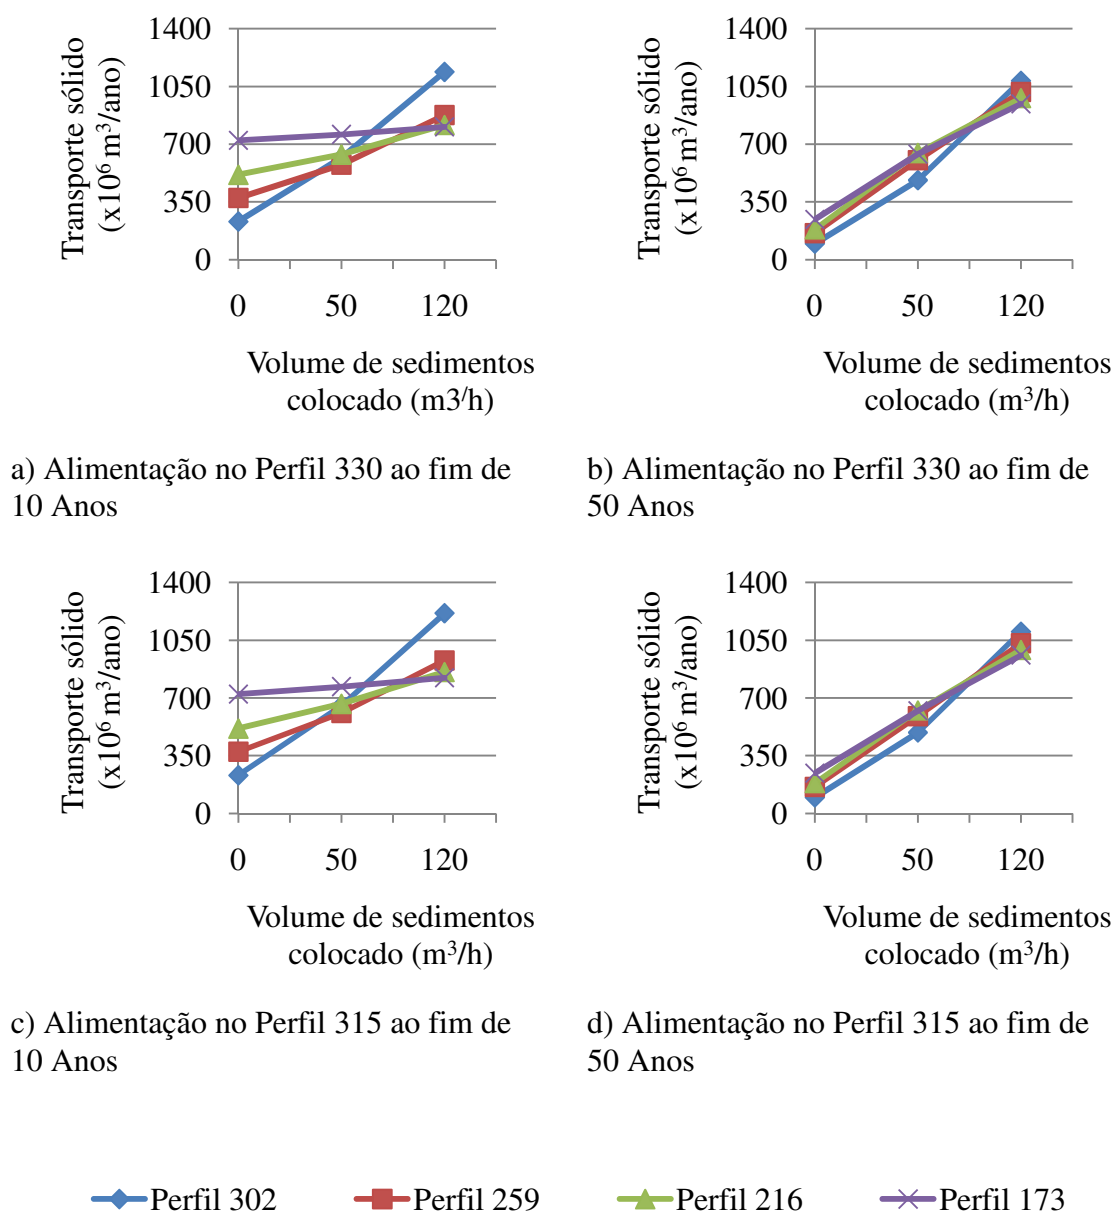 Transporte sólido
(x10⁶ m³/ano)
1400
1050
700
350
0
0 50 120
Volume de sedimentos
colocado (m3/h)
a) Alimentação no Perfil 330 ao fim de
10 Anos
Transporte sólido
(x10⁶ m³/ano)
1400
1050
700
350
0
0 50 120
Volume de sedimentos
colocado (m³/h)
b) Alimentação no Perfil 330 ao fim de
50 Anos
Transporte sólido
(x10⁶ m³/ano)
1400
1050
700
350
0
0 50 120
Volume de sedimentos
colocado (m³/h)
c) Alimentação no Perfil 315 ao fim de
10 Anos
Transporte sólido
(x10⁶ m³/ano)
1400
1050
700
350
0
0 50 120
Volume de sedimentos
colocado (m³/h)
d) Alimentação no Perfil 315 ao fim de
50 Anos
Perfil 302 Perfil 259 Perfil 216 Perfil 173